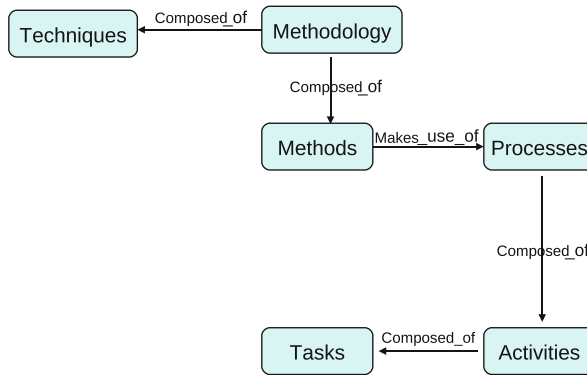 Techniques
Composed_of
Methodology
Composed_of
Methods
Makes_use_of
Processes
Composed_of
Tasks
Composed_of
Activities